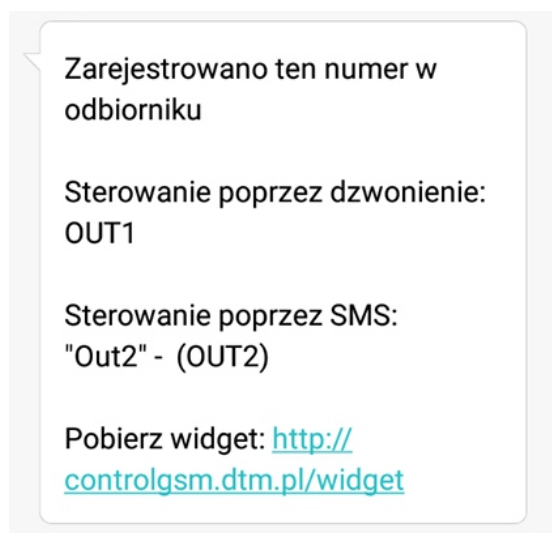 Zarejestrowano ten numer w
odbiorniku
Sterowanie poprzez dzwonienie:
OUT1
Sterowanie poprzez SMS:
"Out2" - (OUT2)
Pobierz widget: http://
controlgsm.dtm.pl/widget